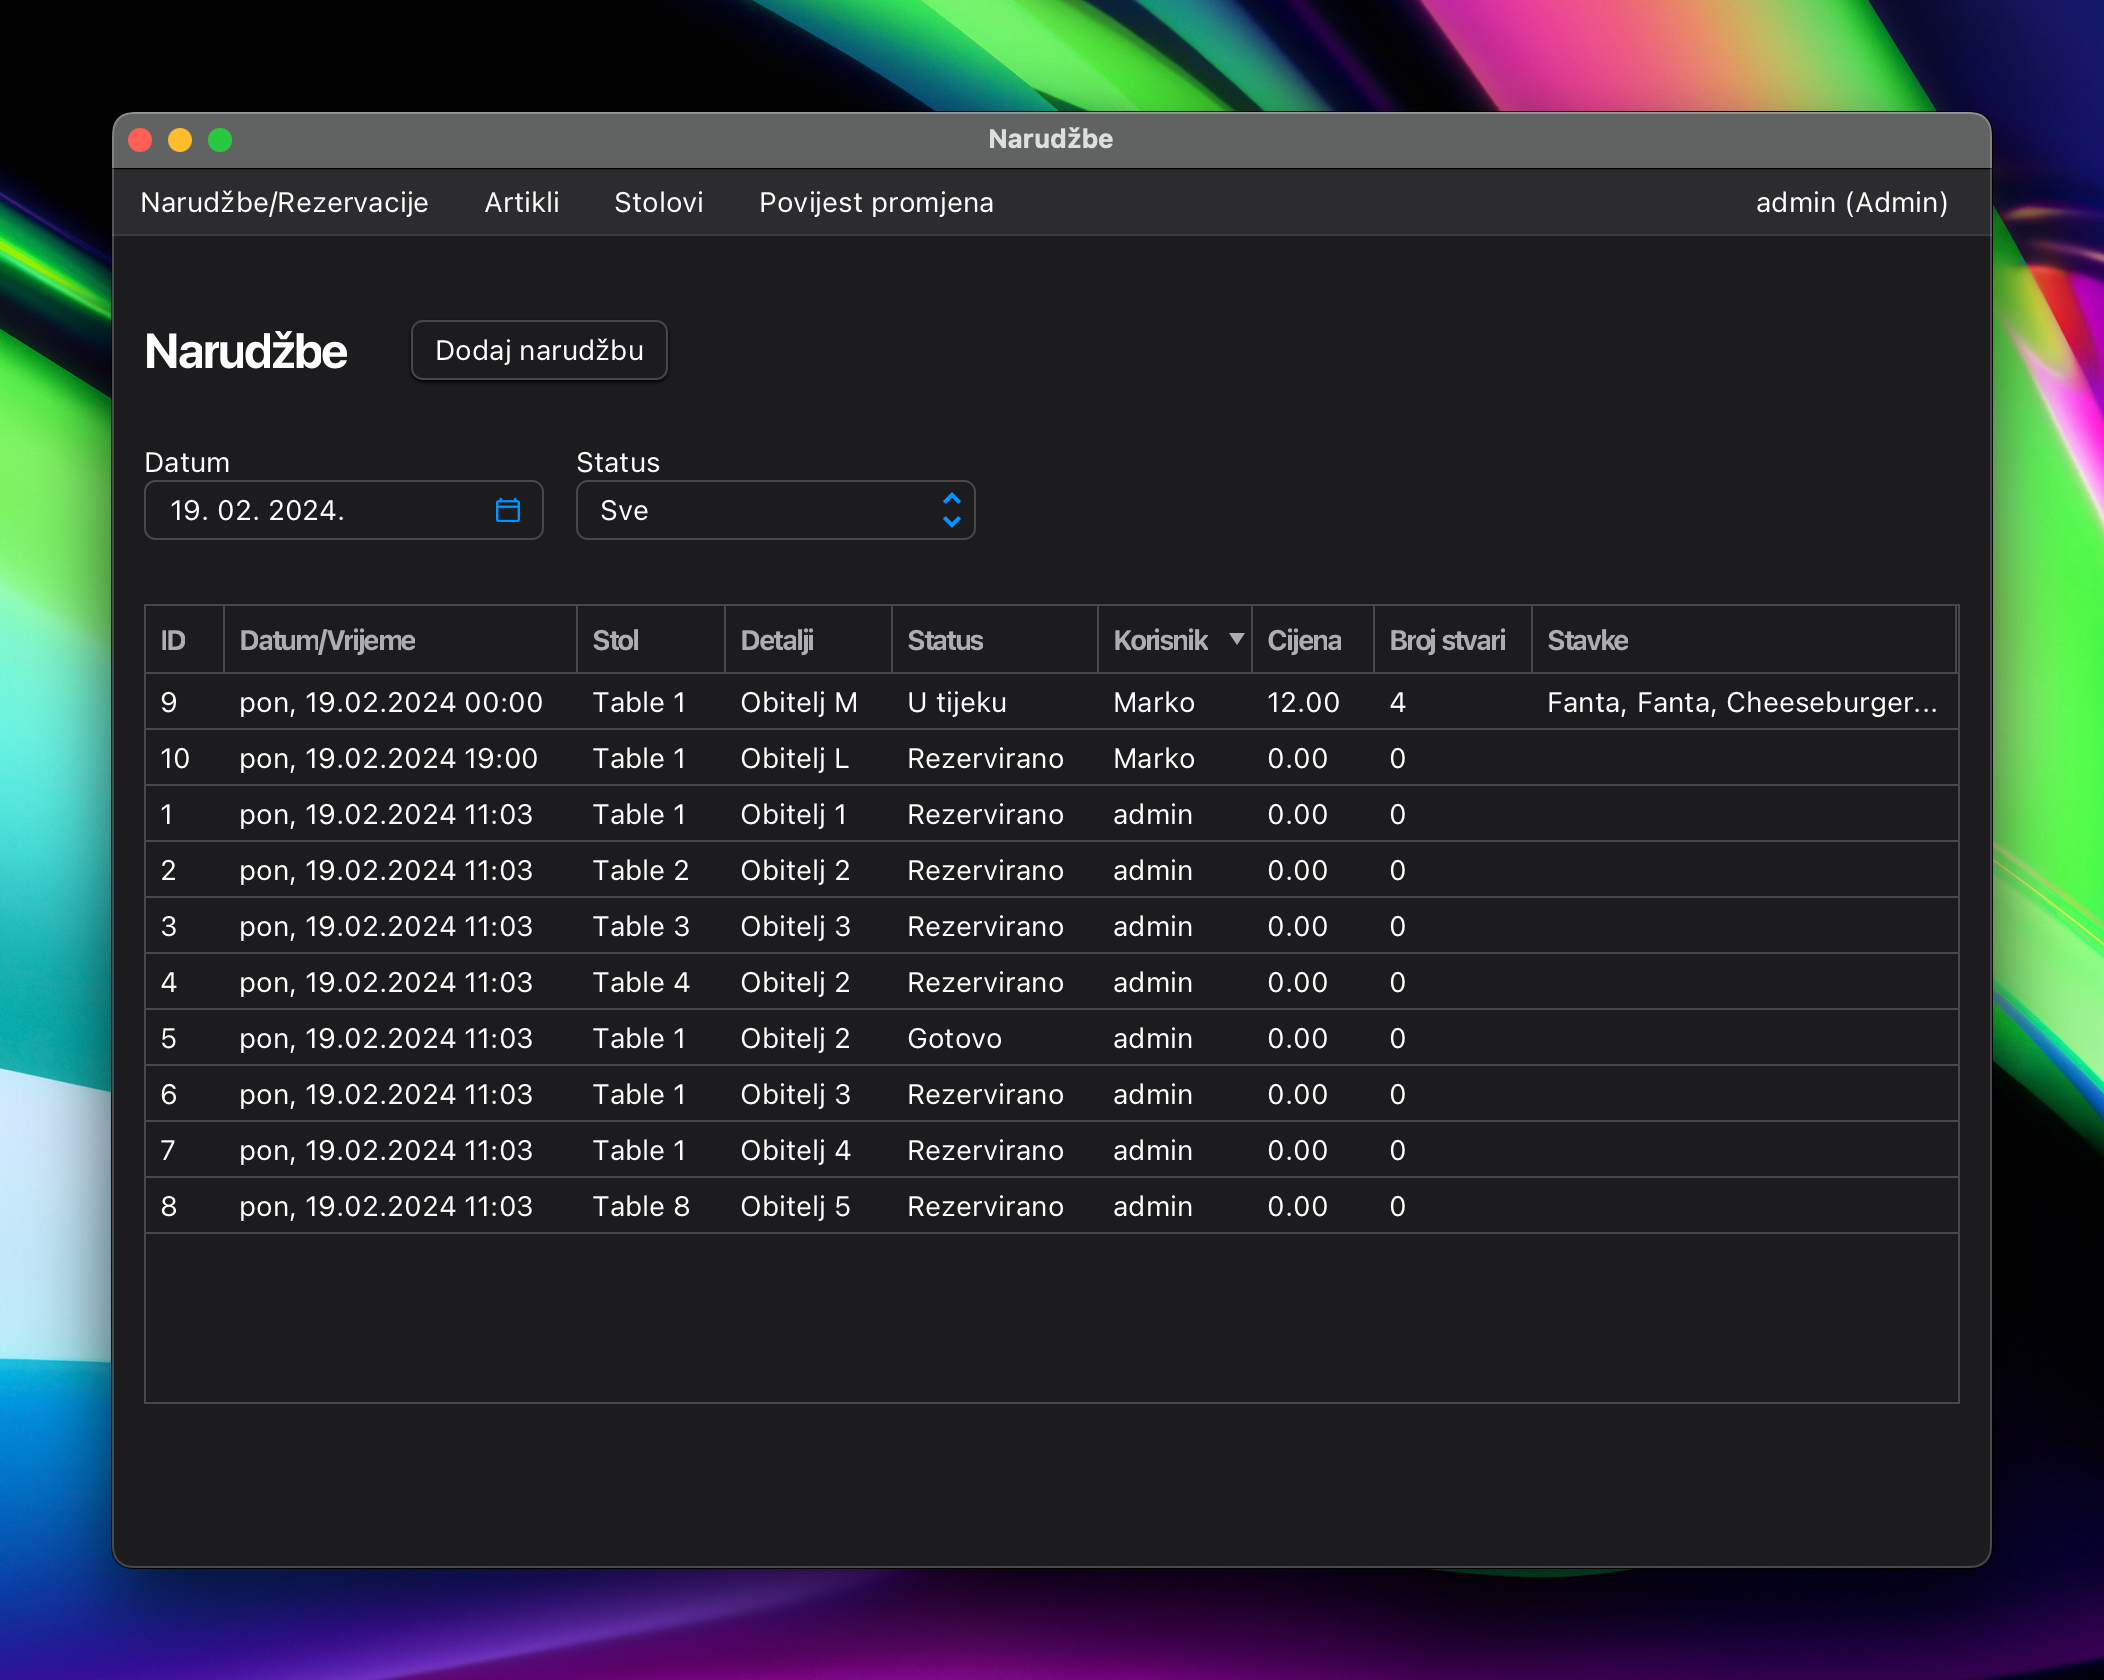 Narudžbe
Narudžbe/Rezervacije Artikli Stolovi Povijest promjena admin (Admin)
Narudžbe Dodaj narudžbu
Datum Status
19. 02. 2024. Sve
ID Datum/Vrijeme Stol Detalji Status Korisnik Cijena Broj stvari Stavke
9 pon, 19.02.2024 00:00 Table 1 Obitelj M U tijeku Marko 12.00 4 Fanta, Fanta, Cheeseburger...
10 pon, 19.02.2024 19:00 Table 1 Obitelj L Rezervirano Marko 0.00 0
1 pon, 19.02.2024 11:03 Table 1 Obitelj 1 Rezervirano admin 0.00 0
2 pon, 19.02.2024 11:03 Table 2 Obitelj 2 Rezervirano admin 0.00 0
3 pon, 19.02.2024 11:03 Table 3 Obitelj 3 Rezervirano admin 0.00 0
4 pon, 19.02.2024 11:03 Table 4 Obitelj 2 Rezervirano admin 0.00 0
5 pon, 19.02.2024 11:03 Table 1 Obitelj 2 Gotovo admin 0.00 0
6 pon, 19.02.2024 11:03 Table 1 Obitelj 3 Rezervirano admin 0.00 0
7 pon, 19.02.2024 11:03 Table 1 Obitelj 4 Rezervirano admin 0.00 0
8 pon, 19.02.2024 11:03 Table 8 Obitelj 5 Rezervirano admin 0.00 0